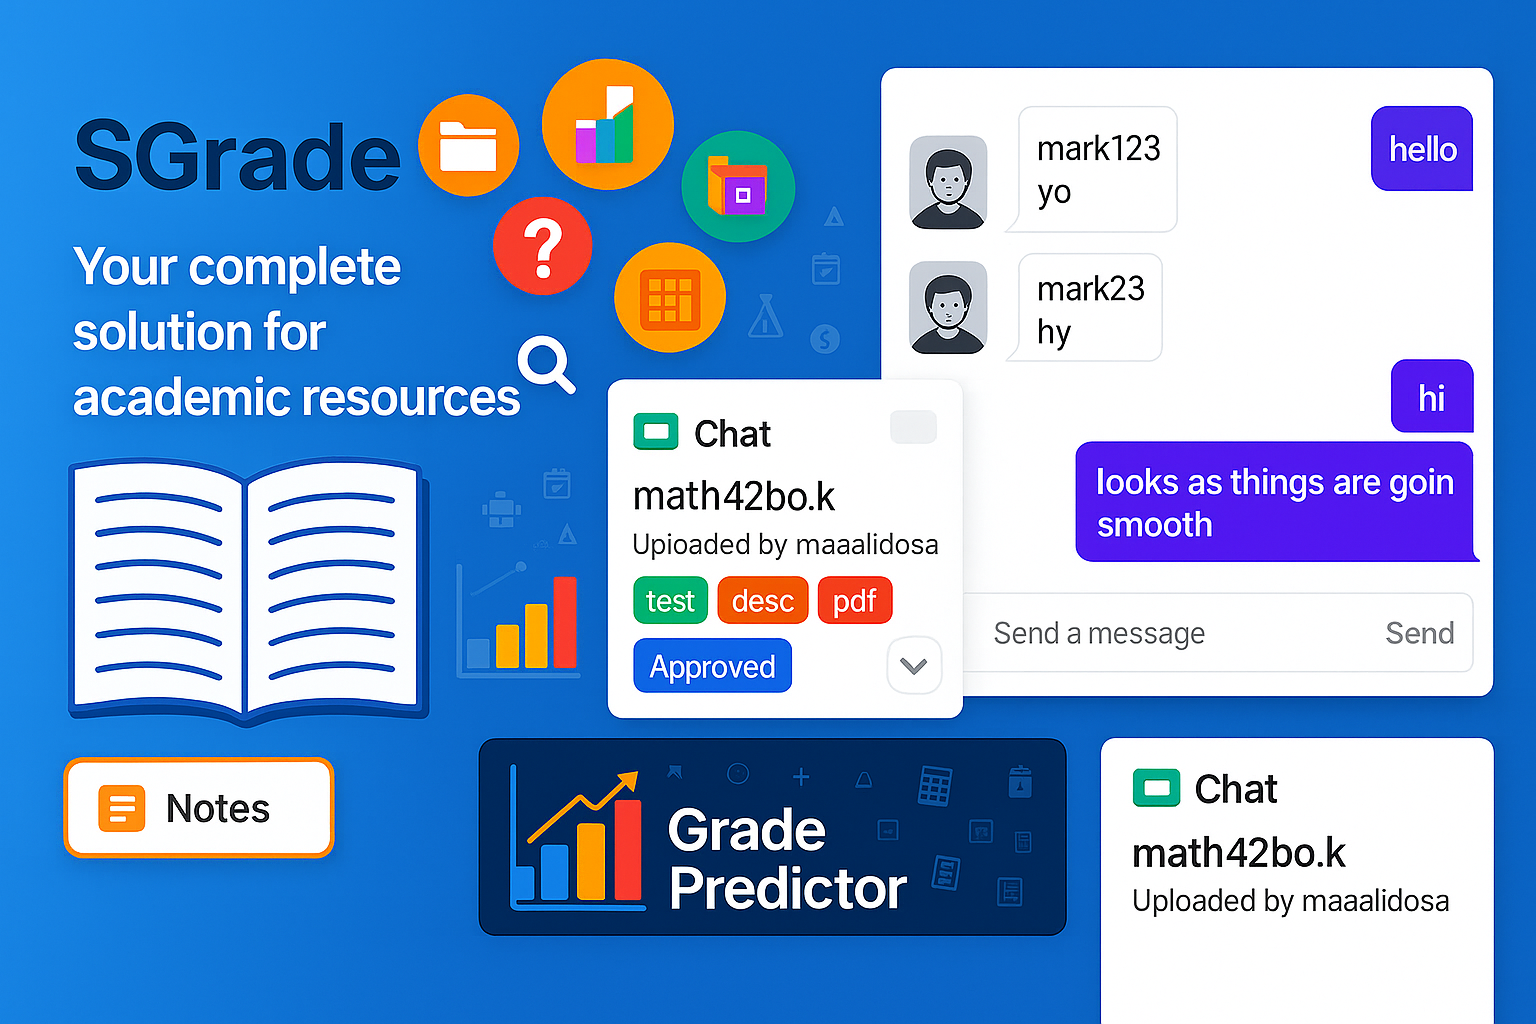 SGrade
Your complete
solution for
academic resources
?
$
mark123
yo
hello
mark23
hy
hi
looks as things are goin
smooth
Send a message
Send
Chat
math42bo.k
Upioaded by maaalidosa
test
desc
pdf
Approved
Notes
Grade
Predictor
Chat
math42bo.k
Uploaded by maaalidosa